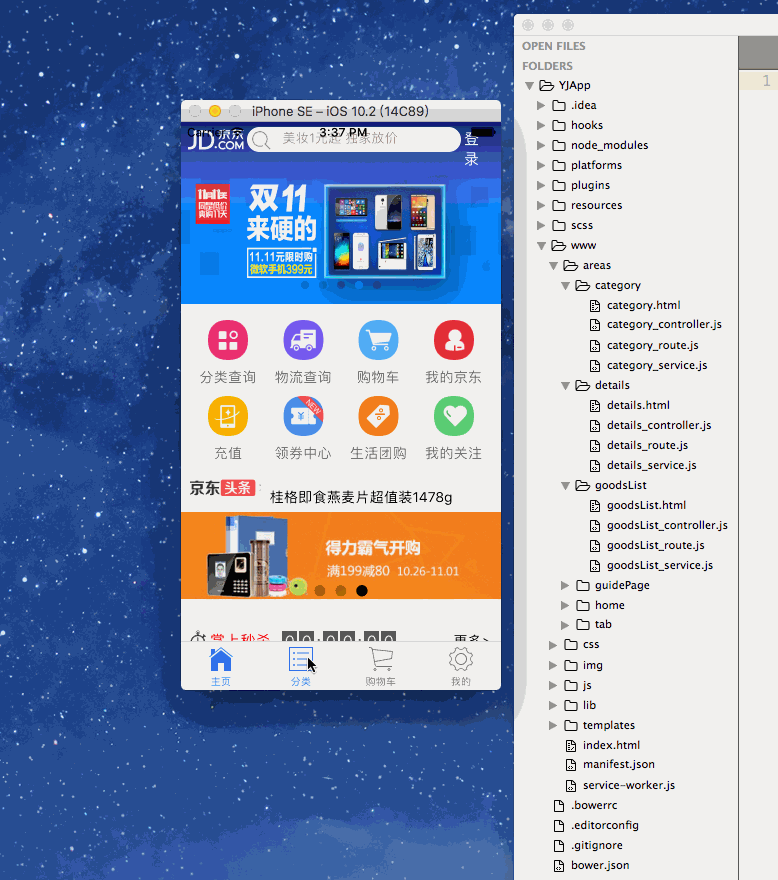 OPEN FILES
FOLDERS
YJApp
.idea
hooks
node_modules
platforms
plugins
resources
scss
www
areas
category
category.html
category_controller.js
category_route.js
category_service.js
details
details.html
details_controller.js
details_route.js
details_service.js
goodsList
goodsList.html
goodsList_controller.js
goodsList_route.js
goodsList_service.js
guidePage
home
tab
css
img
js
lib
templates
index.html
manifest.json
service-worker.js
.bowerrc
.editorconfig
.gitignore
bower.json
1
iPhone SE – iOS 10.2 (14C89)
3:37 PM
JD.COM 京东
美妆1元起 独家放价
登录
双11
来硬的
11.11元限时购
微软手机399元
分类查询
物流查询
购物车
我的京东
NEW
充值
领券中心
生活团购
我的关注
京东头条
桂格即食燕麦片超值装1478g
得力霸气开购
满199减80 10.26-11.01
掌上秒杀 00:00:00 更多>
主页
分类
购物车
我的